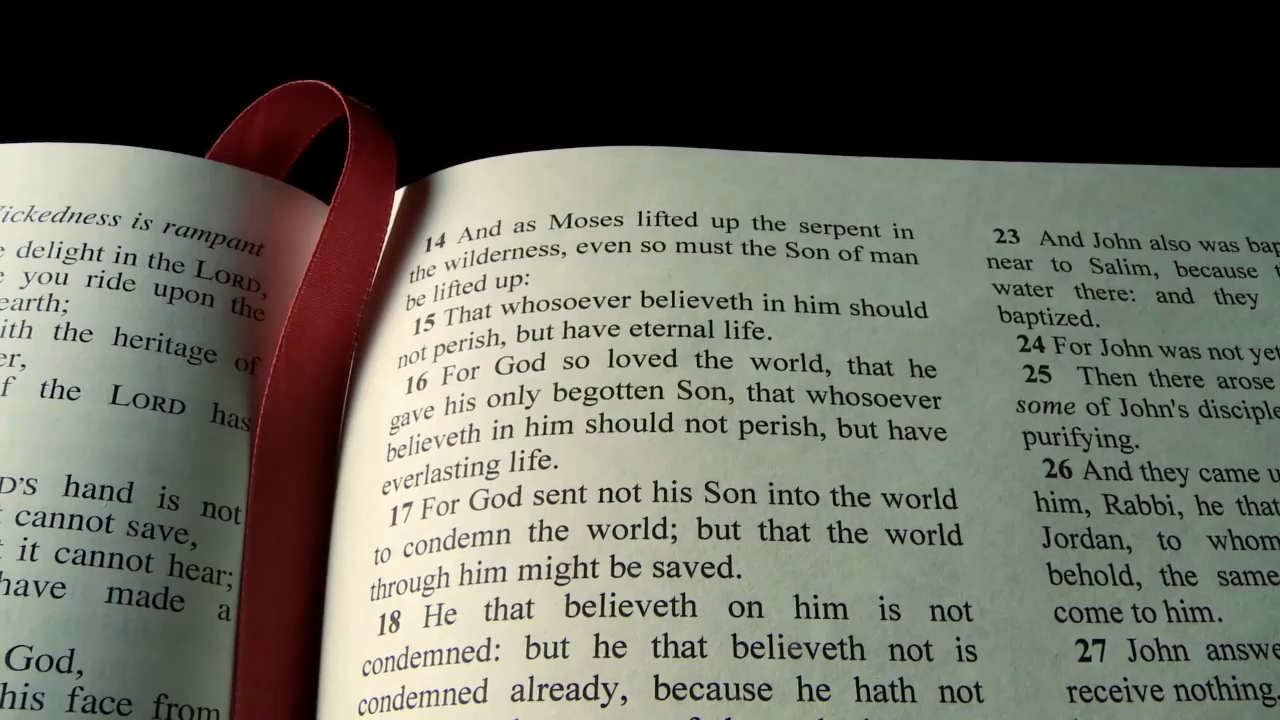 ickedness is rampant
delight in the LORD,
you ride upon the
earth;
ith the heritage of
er,
f the LORD has
D'S hand is not
cannot save,
it cannot hear;
have made a
God,
his face from
14 And as Moses lifted up the serpent in
the wilderness, even so must the Son of man
be lifted up:
15 That whosoever believeth in him should
not perish, but have eternal life.
16 For God so loved the world, that he
gave his only begotten Son, that whosoever
believeth in him should not perish, but have
everlasting life.
17 For God sent not his Son into the world
to condemn the world; but that the world
through him might be saved.
18 He that believeth on him is not
condemned: but he that believeth not is
condemned already, because he hath not
23 And John also was bap
near to Salim, because
water there: and they
baptized.
24 For John was not yet
25 Then there arose
some of John's disciple
purifying.
26 And they came u
him, Rabbi, he that
Jordan, to whom
behold, the same
come to him.
27 John answe
receive nothing,